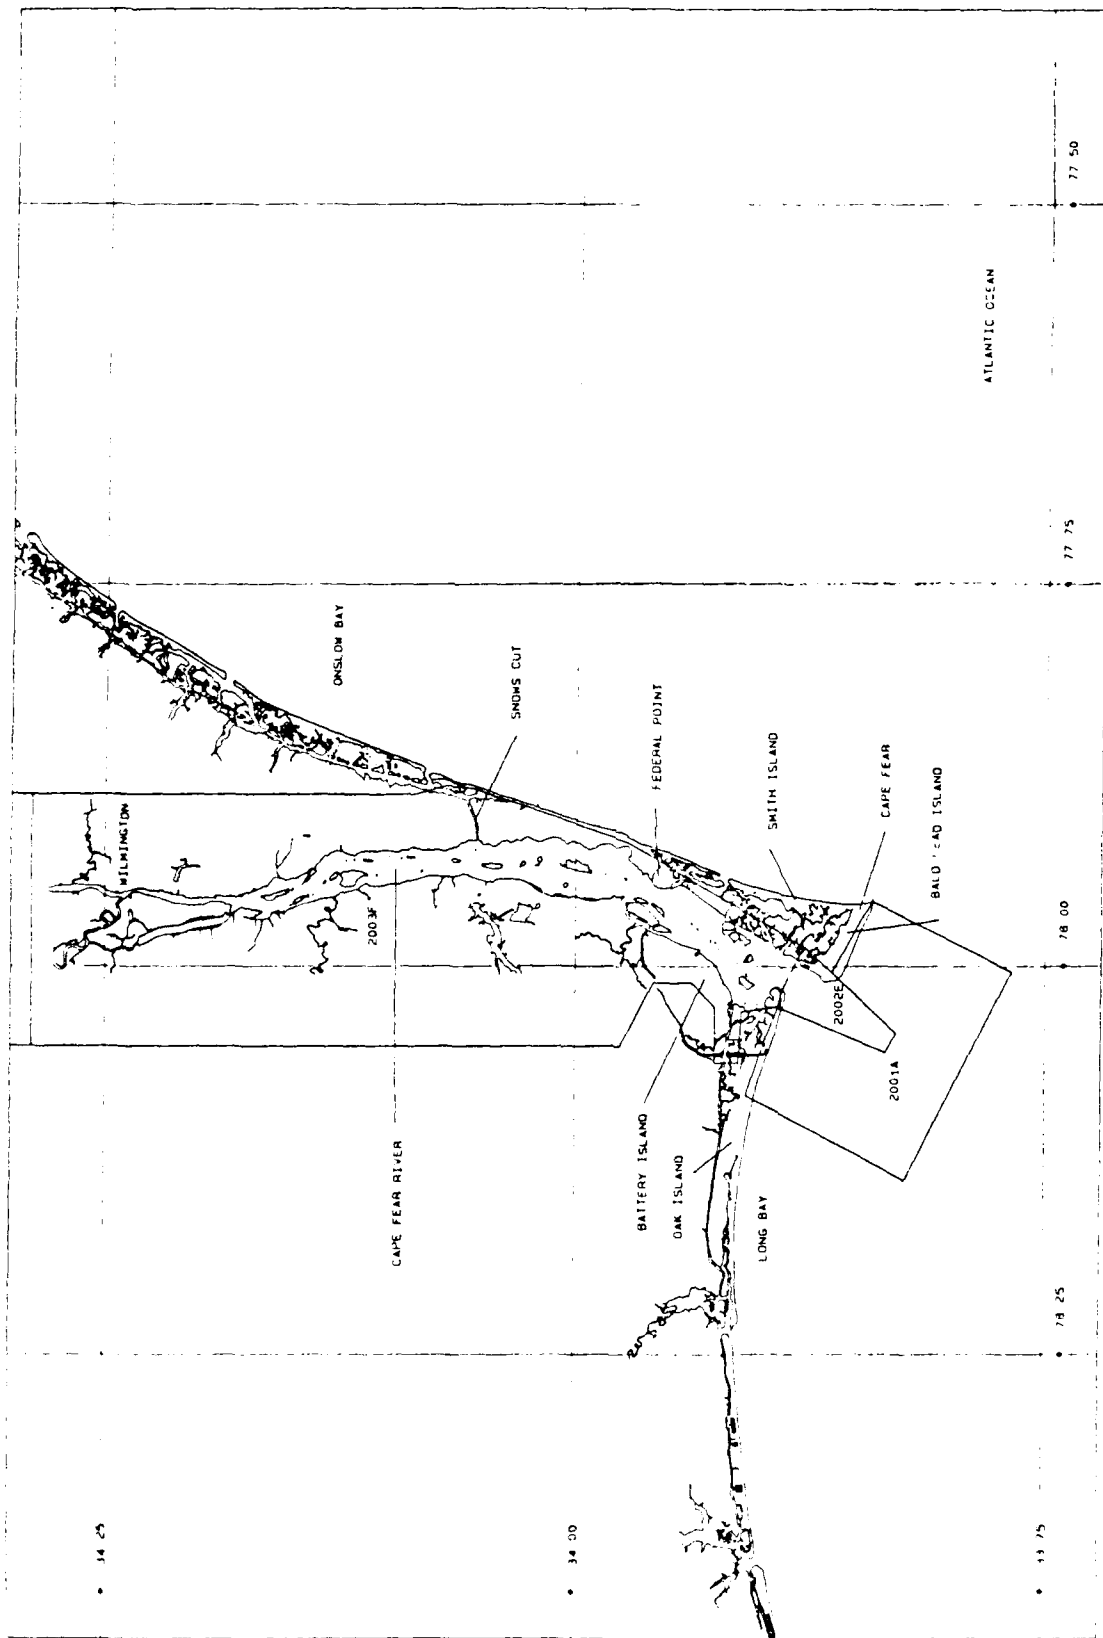 34 25
34 00
33 75
78 25
78 00
77 75
77 50
WILMINGTON
2003F
CAPE FEAR RIVER
ONSLOW BAY
SNOWS CUT
FEDERAL POINT
SMITH ISLAND
CAPE FEAR
BALD HEAD ISLAND
BATTERY ISLAND
OAK ISLAND
LONG BAY
2002E
2001A
ATLANTIC OCEAN